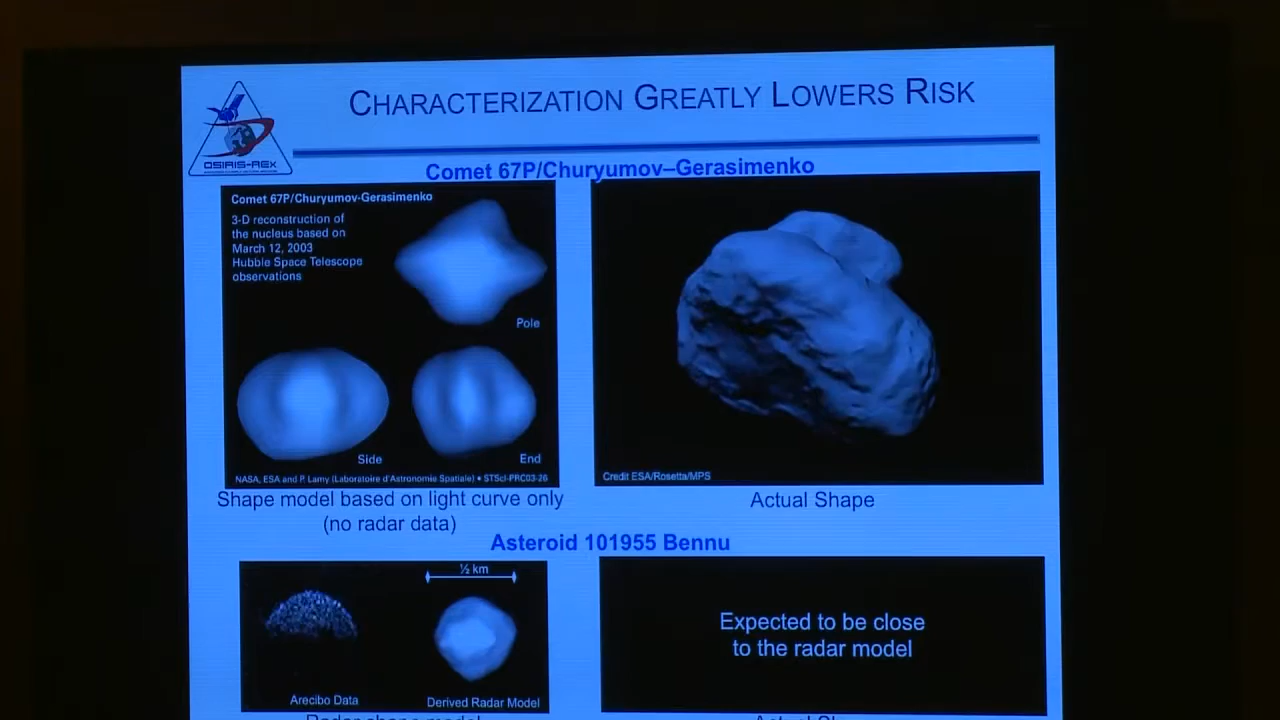 CHARACTERIZATION GREATLY LOWERS RISK
OSIRIS-REx
Comet 67P/Churyumov–Gerasimenko
Comet 67P/Churyumov-Gerasimenko
3-D reconstruction of
the nucleus based on
March 12, 2003
Hubble Space Telescope
observations
Pole
Side
End
NASA, ESA and P. Lamy (Laboratoire d'Astronomie Spatiale) • STScI-PRC03-26
Credit ESA/Rosetta/MPS
Shape model based on light curve only
(no radar data)
Actual Shape
Asteroid 101955 Bennu
½ km
Arecibo Data
Derived Radar Model
Expected to be close
to the radar model
Radar shape model